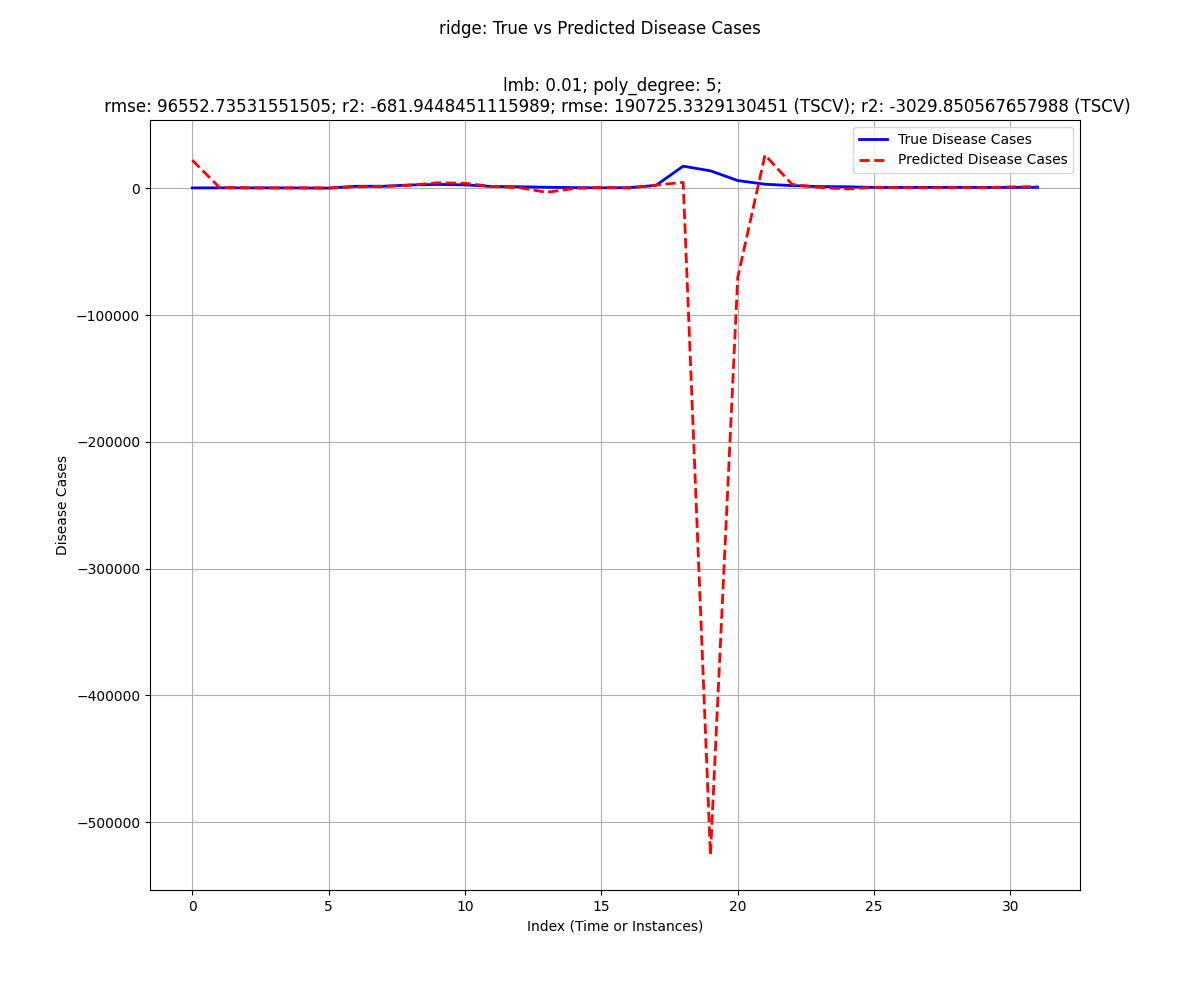 ridge: True vs Predicted Disease Cases
lmb: 0.01; poly_degree: 5;
rmse: 96552.73531551505; r2: -681.9448451115989; rmse: 190725.3329130451 (TSCV); r2: -3029.850567657988 (TSCV)
True Disease Cases
Predicted Disease Cases
0
−100000
−200000
−300000
−400000
−500000
Disease Cases
0 5 10 15 20 25 30
Index (Time or Instances)